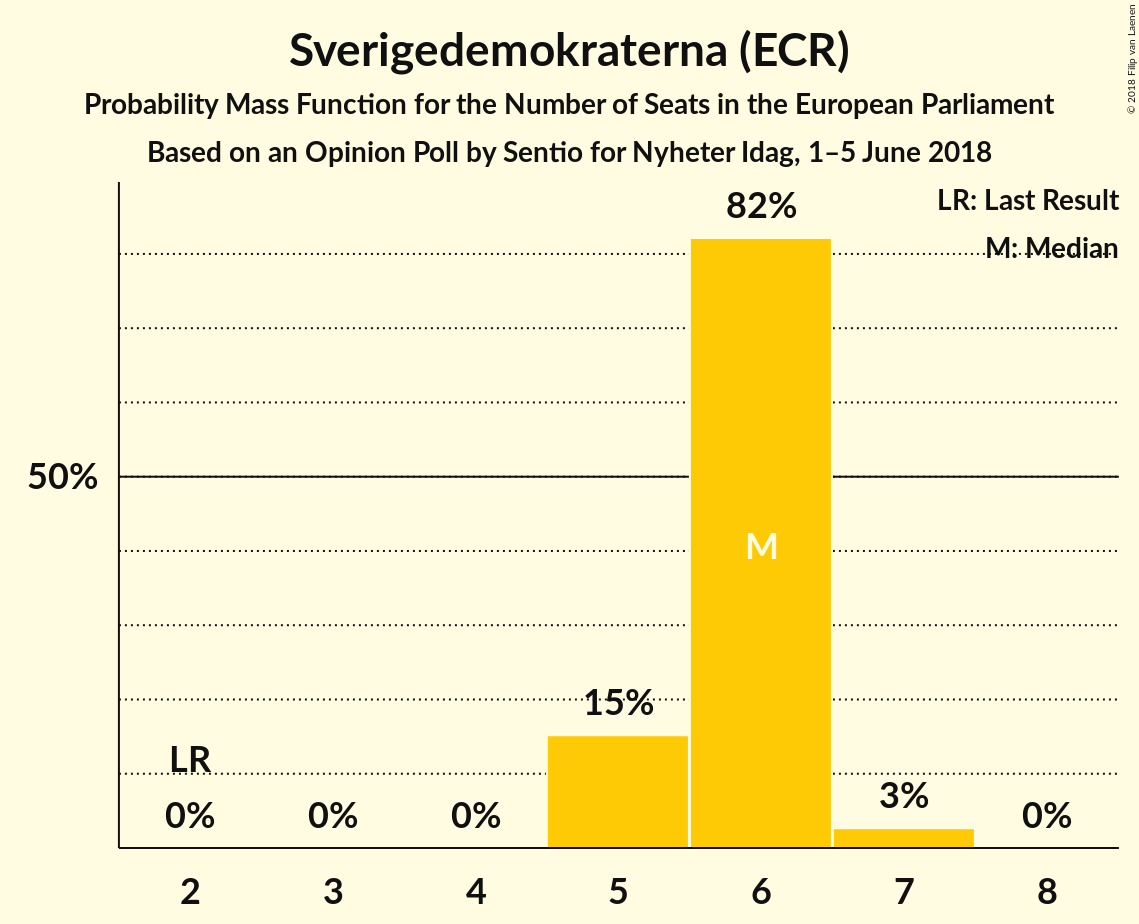 Sverigedemokraterna (ECR)
Probability Mass Function for the Number of Seats in the European Parliament
Based on an Opinion Poll by Sentio for Nyheter Idag, 1–5 June 2018
© 2018 Filip van Laenen
LR: Last Result
M: Median
82%
50%
M
15%
LR
3%
0%
0%
0%
0%
2
3
4
5
6
7
8